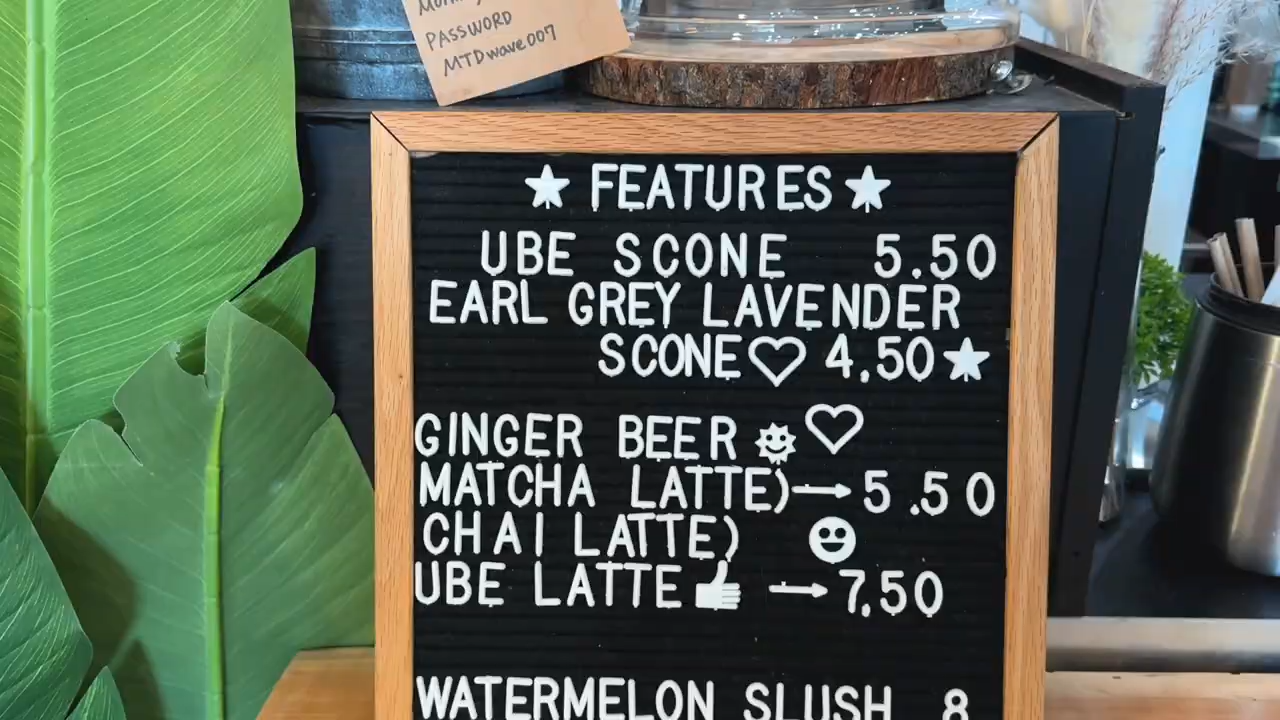 PASSWORD
MTDwave007
★ FEATURES ★
UBE SCONE 5.50
EARL GREY LAVENDER
SCONE♡ 4.50★
GINGER BEER ♡
MATCHA LATTE)→5.50
CHAI LATTE)
UBE LATTE →7.50
WATERMELON SLUSH 8